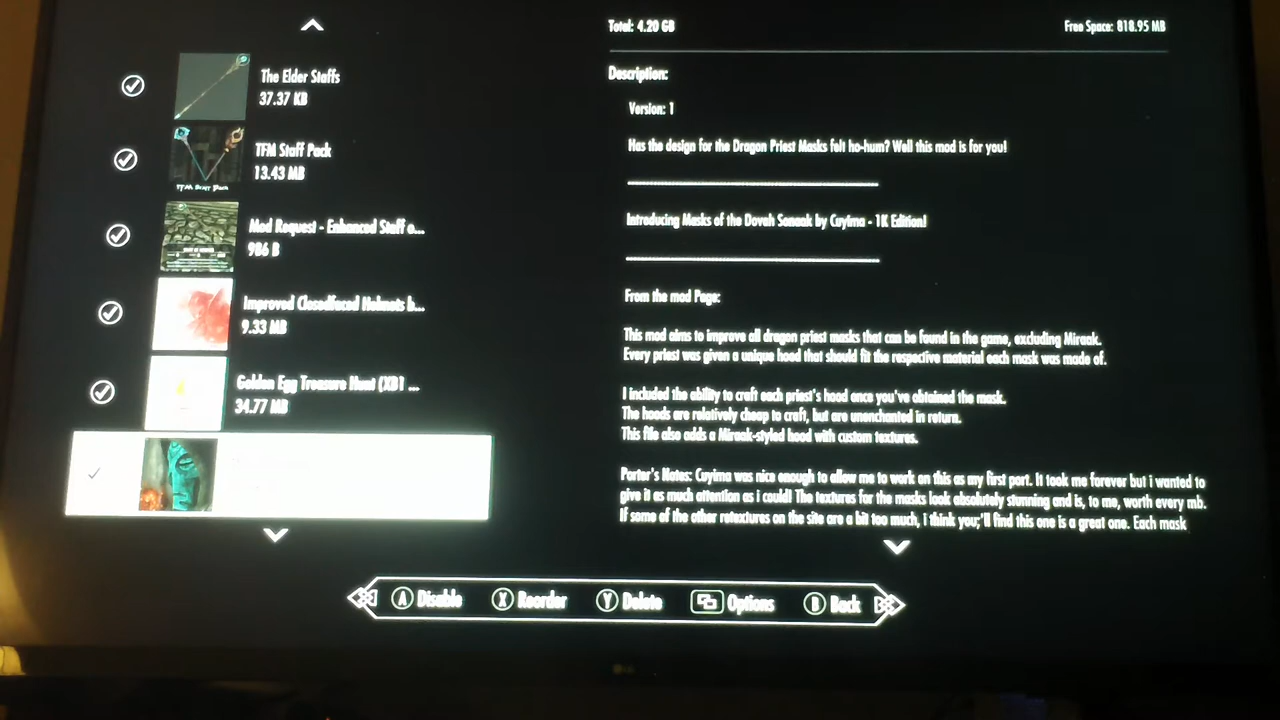 Total: 4.20 GB
Free Space: 818.95 MB
The Elder Staffs
37.37 KB
TFM Staff Pack
13.43 MB
Mod Request - Enhanced Staff o...
986 B
Improved Closedfaced Helmets b...
9.33 MB
Golden Egg Treasure Hunt (XB1 ...
34.77 MB
Description:
Version: 1
Has the design for the Dragon Priest Masks felt ho-hum? Well this mod is for you!
Introducing Masks of the Dovah Sonaak by Cuyima - 1K Edition!
From the mod Page:
This mod aims to improve all dragon priest masks that can be found in the game, excluding Miraak.
Every priest was given a unique hood that should fit the respective material each mask was made of.
I included the ability to craft each priest's hood once you've obtained the mask.
The hoods are relatively cheap to craft, but are unenchanted in return.
This file also adds a Miraak-styled hood with custom textures.
Porter's Notes: Cuyima was nice enough to allow me to work on this as my first port. It took me forever but i wanted to
give it as much attention as i could! The textures for the masks look absolutely stunning and is, to me, worth every mb.
If some of the other retextures on the site are a bit too much, i think you;'ll find this one is a great one. Each mask
A Disable X Reorder Y Delete Options B Back
LG